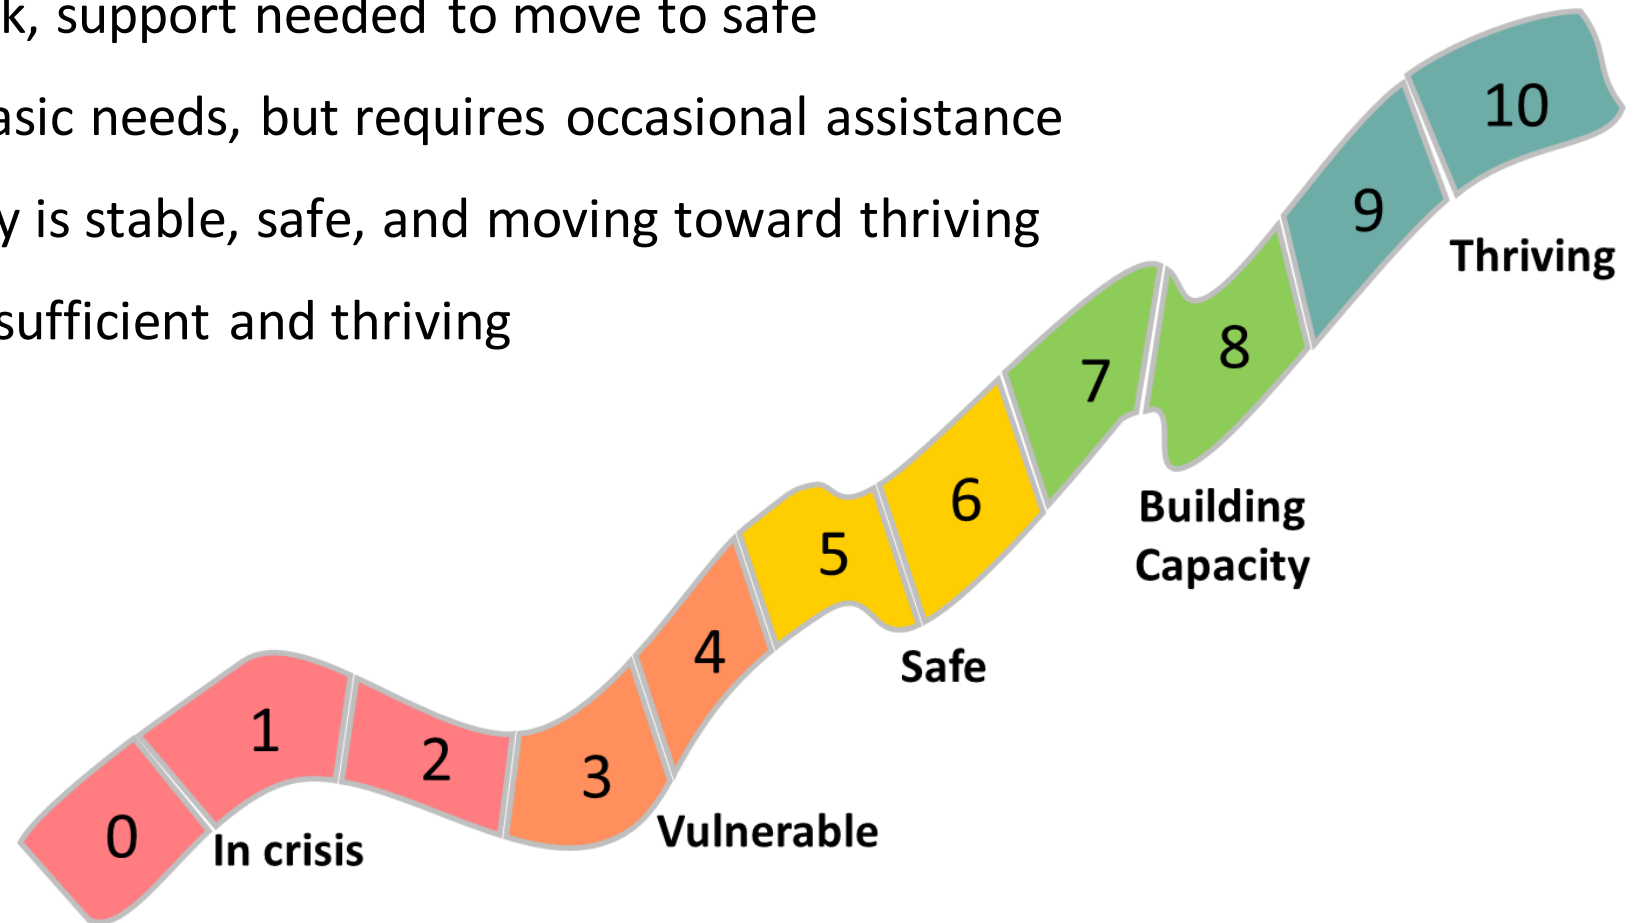 k, support needed to move to safe
asic needs, but requires occasional assistance
y is stable, safe, and moving toward thriving
sufficient and thriving
10
9
Thriving
8
7
Building
Capacity
6
5
Safe
4
3
Vulnerable
2
1
0
In crisis